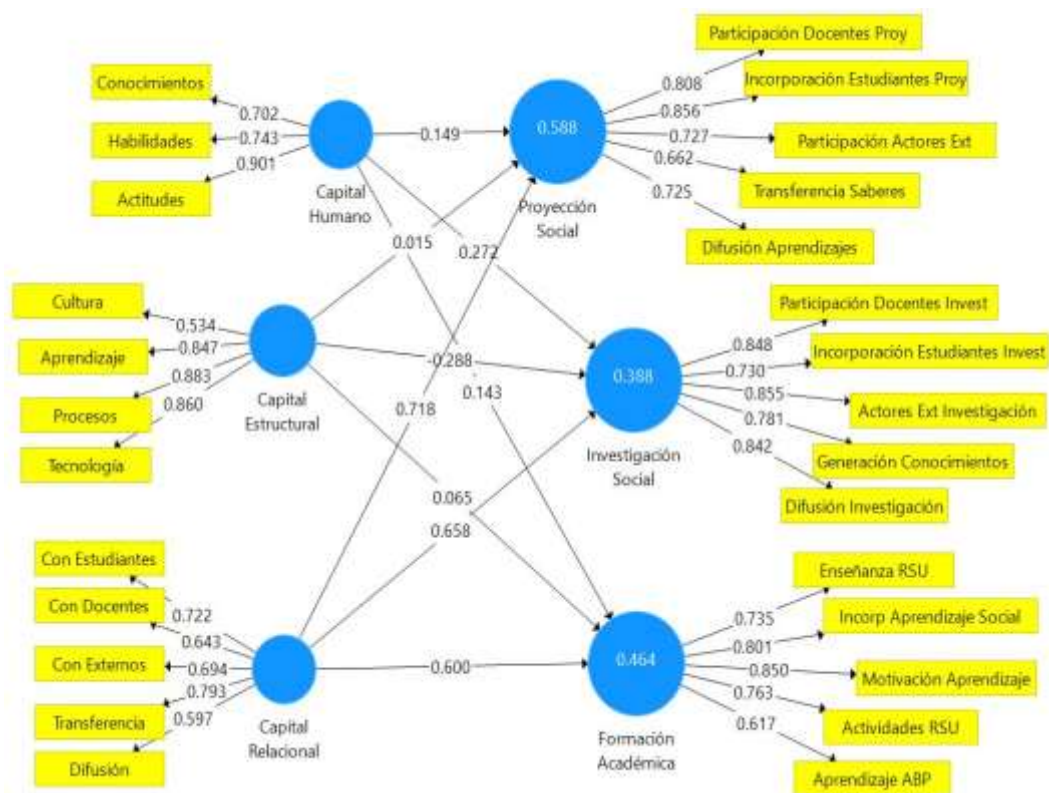 Conocimientos
Habilidades
Actitudes
0.702
0.743
0.901
Capital
Humano
Cultura
Aprendizaje
Procesos
Tecnología
0.534
0.847
0.883
0.860
Capital
Estructural
Con Estudiantes
Con Docentes
Con Externos
Transferencia
Difusión
0.722
0.643
0.694
0.793
0.597
Capital
Relacional
0.149
0.015
0.272
0.718
-0.288
0.143
0.065
0.658
0.600
0.588
Proyección
Social
0.808
0.856
0.727
0.662
0.725
Participación Docentes Proy
Incorporación Estudiantes Proy
Participación Actores Ext
Transferencia Saberes
Difusión Aprendizajes
0.388
Investigación
Social
0.848
0.730
0.855
0.781
0.842
Participación Docentes Invest
Incorporación Estudiantes Invest
Actores Ext Investigación
Generación Conocimientos
Difusión Investigación
0.464
Formación
Académica
0.735
0.801
0.850
0.763
0.617
Enseñanza RSU
Incorp Aprendizaje Social
Motivación Aprendizaje
Actividades RSU
Aprendizaje ABP